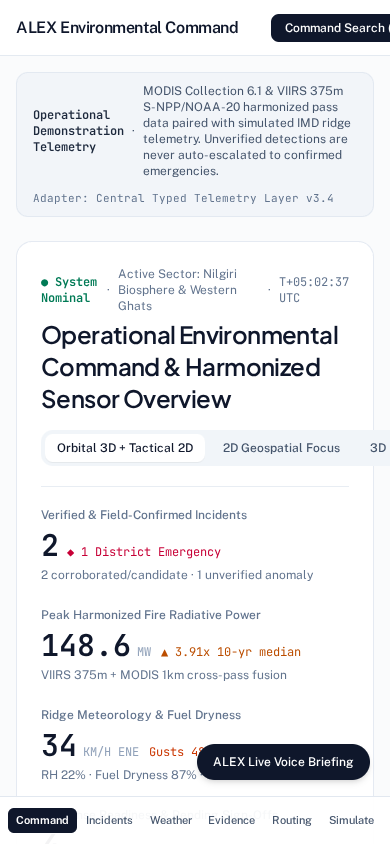 ALEX Environmental Command
Command Search
Operational
Demonstration ·
Telemetry
MODIS Collection 6.1 & VIIRS 375m
S-NPP/NOAA-20 harmonized pass
data paired with simulated IMD ridge
telemetry. Unverified detections are
never auto-escalated to confirmed
emergencies.
Adapter: Central Typed Telemetry Layer v3.4
● System
Nominal
· Active Sector: Nilgiri
Biosphere & Western
Ghats
· T+05:02:37
UTC
Operational Environmental
Command & Harmonized
Sensor Overview
Orbital 3D + Tactical 2D
2D Geospatial Focus
3D
Verified & Field-Confirmed Incidents
2 ◆ 1 District Emergency
2 corroborated/candidate · 1 unverified anomaly
Peak Harmonized Fire Radiative Power
148.6 MW ▲ 3.91x 10-yr median
VIIRS 375m + MODIS 1km cross-pass fusion
Ridge Meteorology & Fuel Dryness
34 KM/H ENE Gusts
RH 22% · Fuel Dryness 87%
ALEX Live Voice Briefing
Command Incidents Weather Evidence Routing Simulate